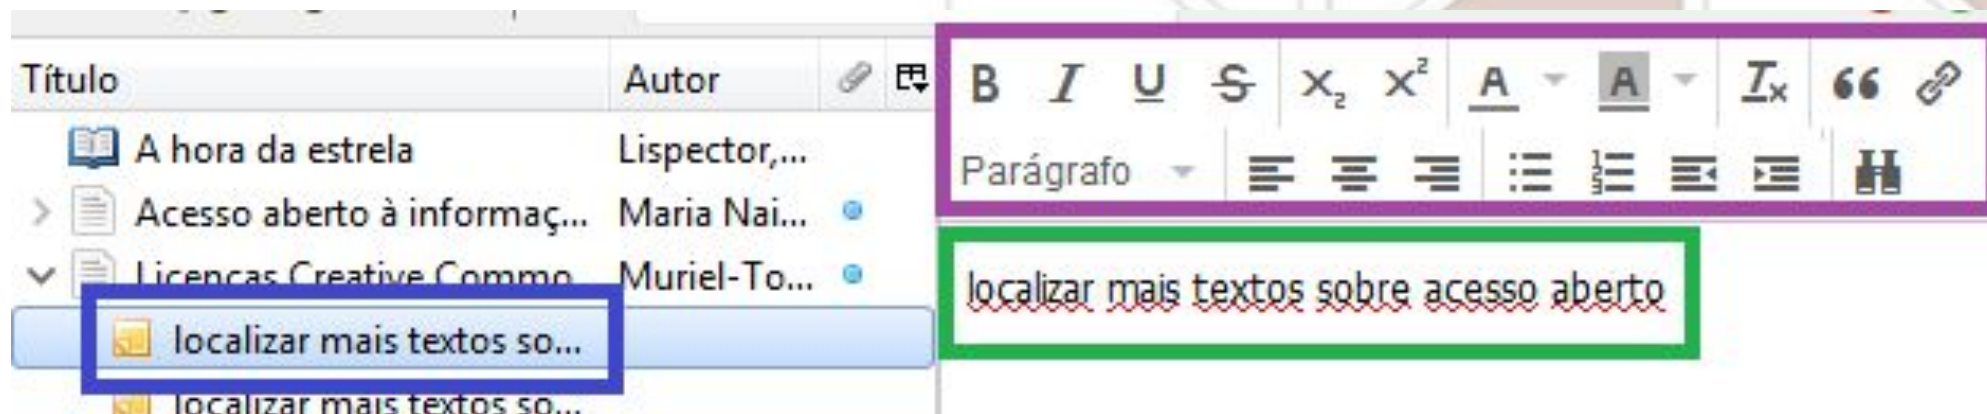 Título Autor
A hora da estrela Lispector,...
Acesso aberto à informaç... Maria Nai...
Licenças Creative Commo... Muriel-To...
localizar mais textos so...
localizar mais textos so...
B I U S X₂ X² A A Tx
Parágrafo
localizar mais textos sobre acesso aberto